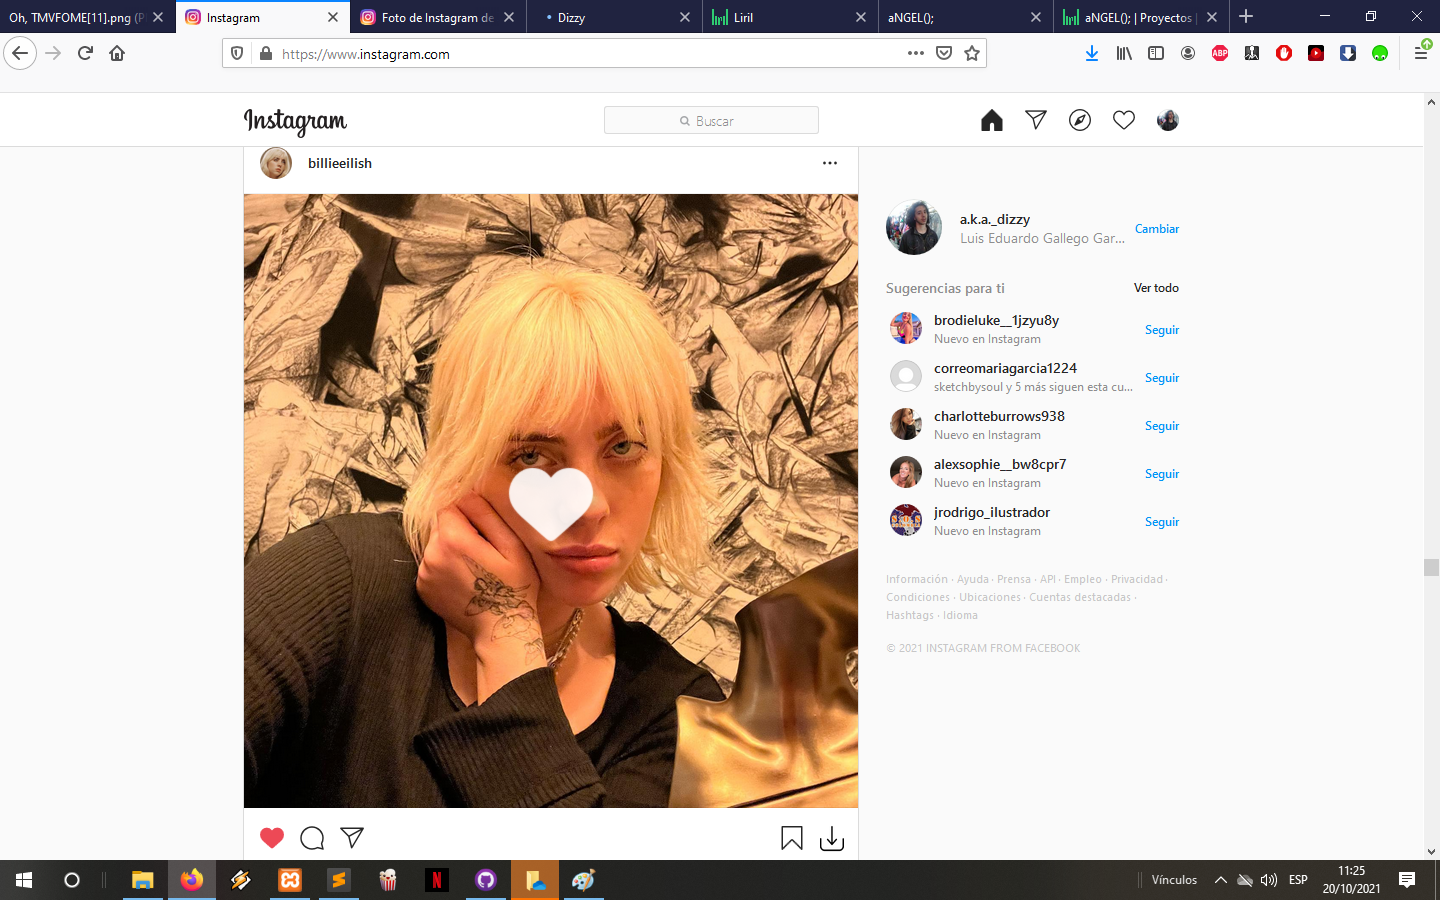 Oh, TMVFOME[11].png (P
Instagram
Foto de Instagram de
Dizzy
Liril
aNGEL();
aNGEL(); | Proyectos |
https://www.instagram.com
ABP
Instagram
Buscar
billieeilish
a.k.a._dizzy
Luis Eduardo Gallego Gar...
Cambiar
Sugerencias para ti
Ver todo
brodieluke__1jzyu8y
Nuevo en Instagram
Seguir
correomariagarcia1224
sketchbysoul y 5 más siguen esta cu...
Seguir
charlotteburrows938
Nuevo en Instagram
Seguir
alexsophie__bw8cpr7
Nuevo en Instagram
Seguir
jrodrigo_ilustrador
Nuevo en Instagram
Seguir
Información · Ayuda · Prensa · API · Empleo · Privacidad ·
Condiciones · Ubicaciones · Cuentas destacadas ·
Hashtags · Idioma
© 2021 INSTAGRAM FROM FACEBOOK
Vínculos
ESP
11:25
20/10/2021